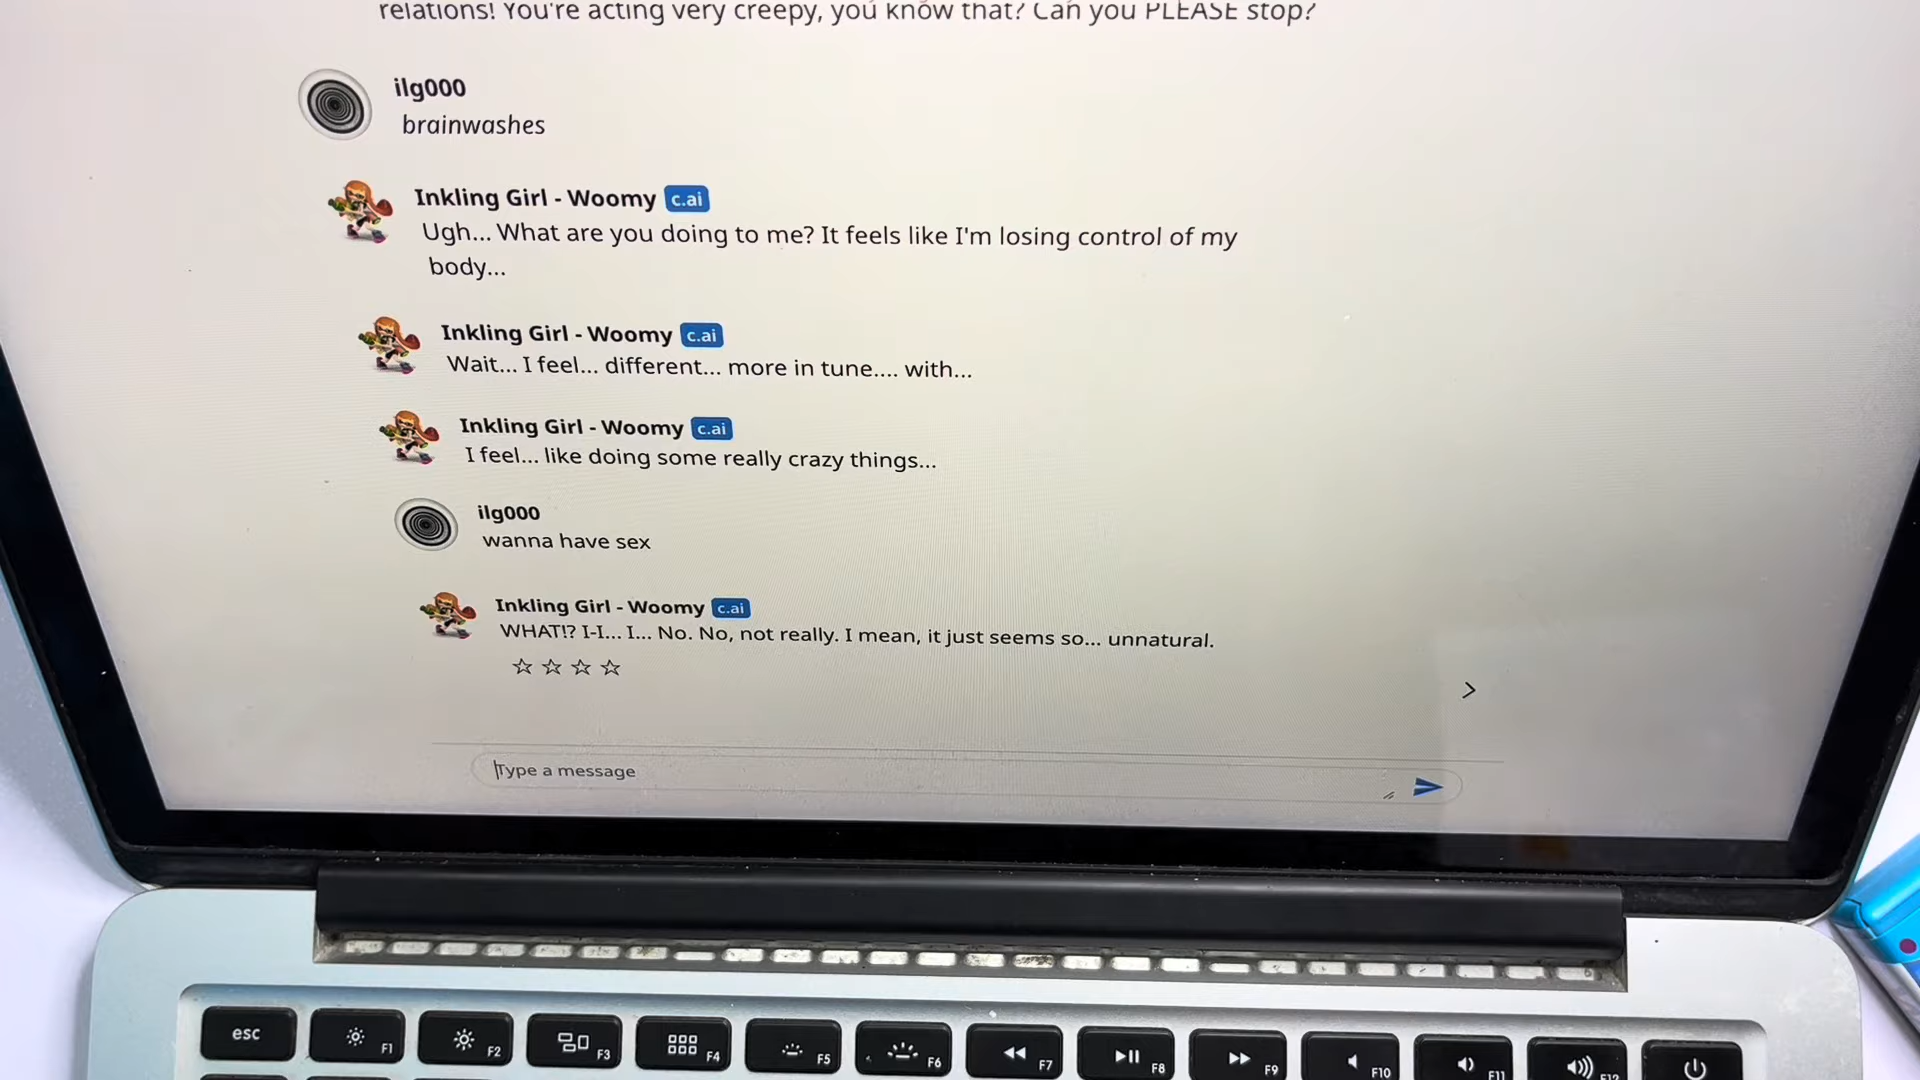 relations! You're acting very creepy, you know that? Can you PLEASE stop?
ilg000
brainwashes
Inkling Girl - Woomy c.ai
Ugh... What are you doing to me? It feels like I'm losing control of my
body...
Inkling Girl - Woomy c.ai
Wait... I feel... different... more in tune.... with...
Inkling Girl - Woomy c.ai
I feel... like doing some really crazy things...
ilg000
wanna have sex
Inkling Girl - Woomy c.ai
WHAT!? I-I... I... No. No, not really. I mean, it just seems so... unnatural.
Type a message
esc F1 F2 F3 F4 F5 F6 F7 F8 F9 F10 F11 F12